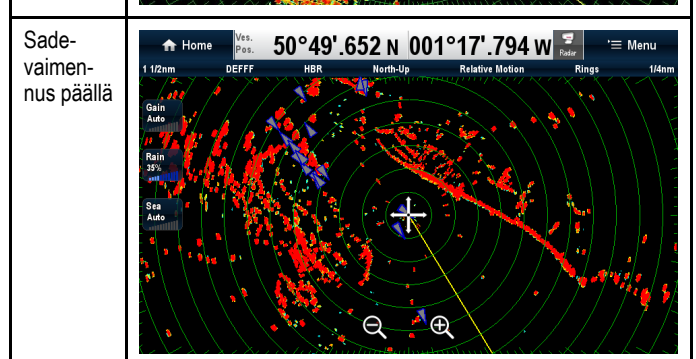 Sade-
vaimen-
nus päällä
Home
Ves.
Pos.
50°49'.652 N 001°17'.794 W
Radar
Menu
1 1/2nm DEFFF HBR North-Up Relative Motion Rings 1/4nm
Gain
Auto
Rain
35%
Sea
Auto